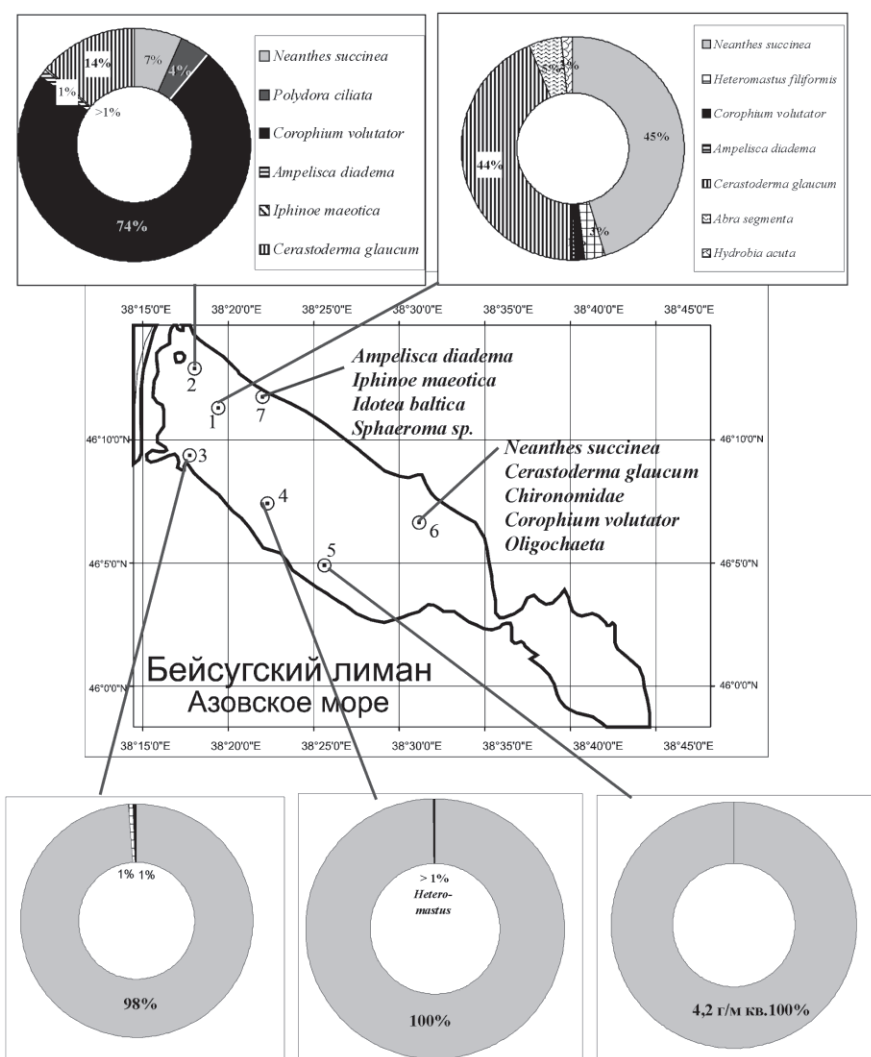 7%
4%
74%
>1%
1%
14%
Neanthes succinea
Polydora ciliata
Corophium volutator
Ampelisca diadema
Iphinoe maeotica
Cerastoderma glaucum
45%
3%
44%
5%
Neanthes succinea
Heteromastus filiformis
Corophium volutator
Ampelisca diadema
Cerastoderma glaucum
Abra segmenta
Hydrobia acuta
38°15'0"E 38°20'0"E 38°30'0"E 38°35'0"E 38°40'0"E 38°45'0"E
2
1
7
Ampelisca diadema
Iphinoe maeotica
Idotea baltica
Sphaeroma sp.
46°10'0"N 46°10'0"N
3
4
5
6
Neanthes succinea
Cerastoderma glaucum
Chironomidae
Corophium volutator
Oligochaeta
46°5'0"N 46°5'0"N
Бейсугский лиман
Азовское море
46°0'0"N 46°0'0"N
38°15'0"E 38°20'0"E 38°25'0"E 38°30'0"E 38°35'0"E 38°40'0"E 38°45'0"E
1% 1%
98%
> 1%
Hetero-
mastus
100%
4,2 г/м кв.100%